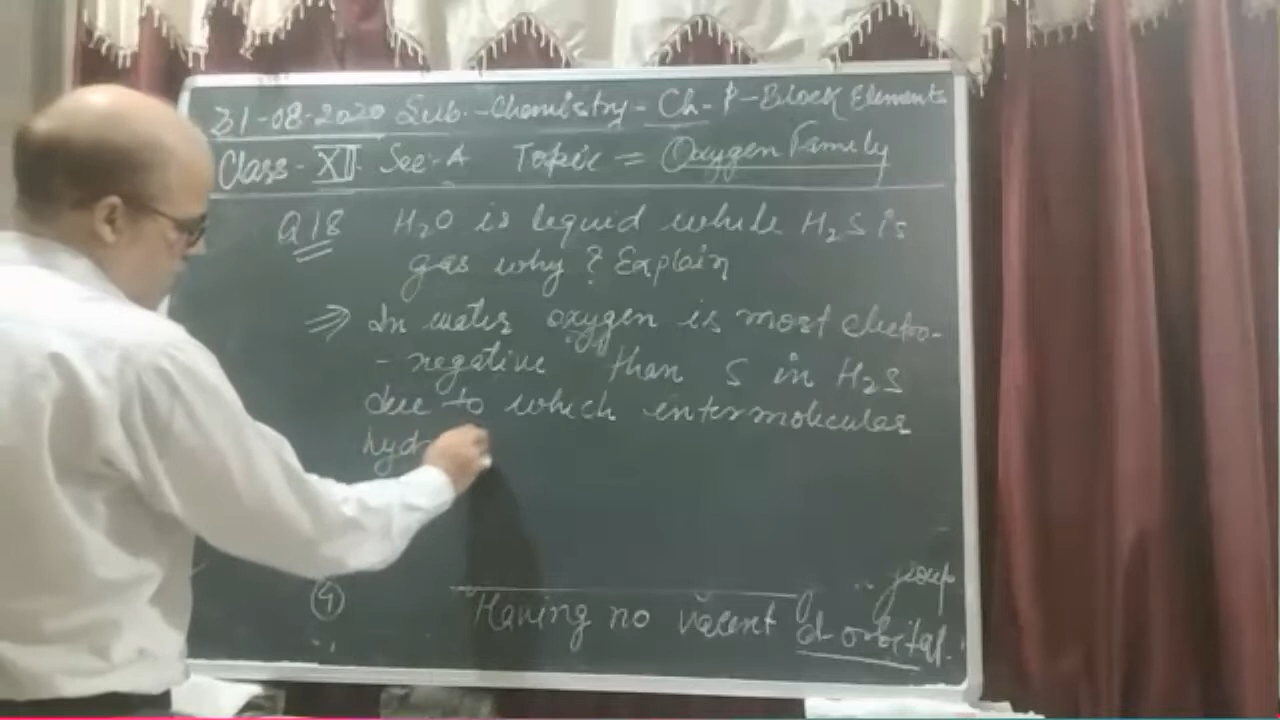 31-08-2020 Sub.-Chemistry-Ch-P-Block Elements
Class-XII Sec-A Topic = Oxygen Family
Q18 H2O is liquid while H2S is
gas why? Explain
⇒ In water oxygen is most electro-
-negative than S in H2S
due to which intermolecular
hyd
group
④ Having no vacent d orbital.